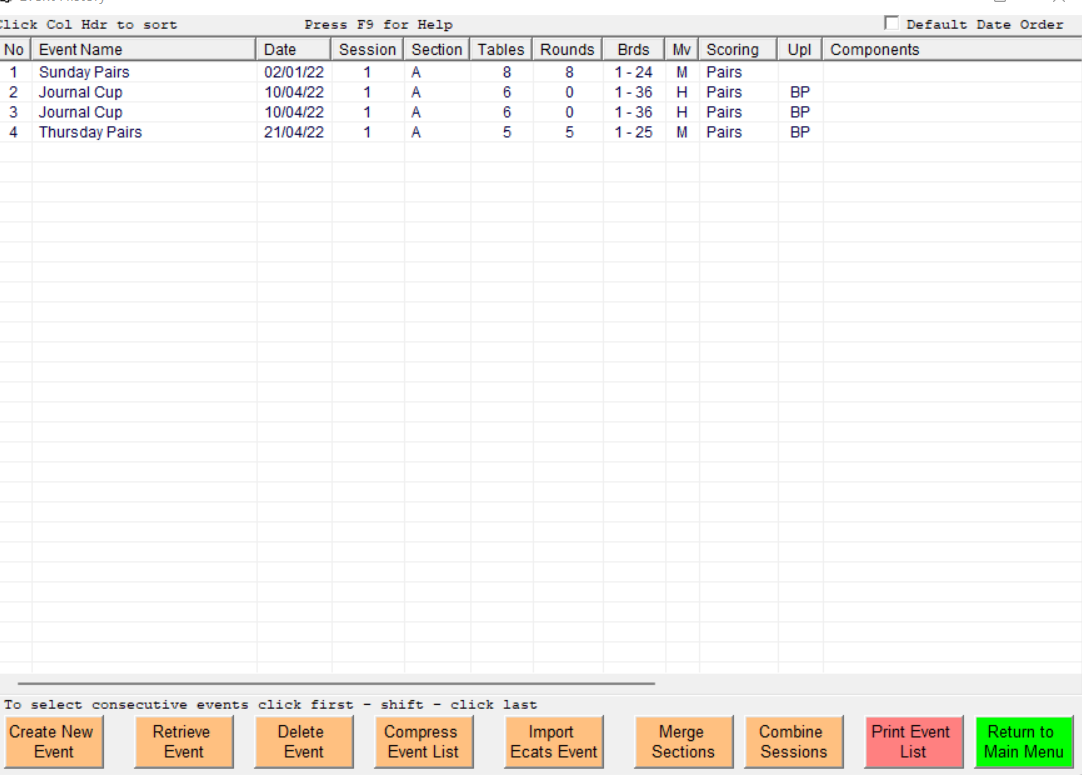 Event History
Click Col Hdr to sort Press F9 for Help Default Date Order
No Event Name Date Session Section Tables Rounds Brds Mv Scoring Upl Components
1 Sunday Pairs 02/01/22 1 A 8 8 1 - 24 M Pairs
2 Journal Cup 10/04/22 1 A 6 0 1 - 36 H Pairs BP
3 Journal Cup 10/04/22 1 A 6 0 1 - 36 H Pairs BP
4 Thursday Pairs 21/04/22 1 A 5 5 1 - 25 M Pairs BP
To select consecutive events click first - shift - click last
Create New Event
Retrieve Event
Delete Event
Compress Event List
Import Ecats Event
Merge Sections
Combine Sessions
Print Event List
Return to Main Menu